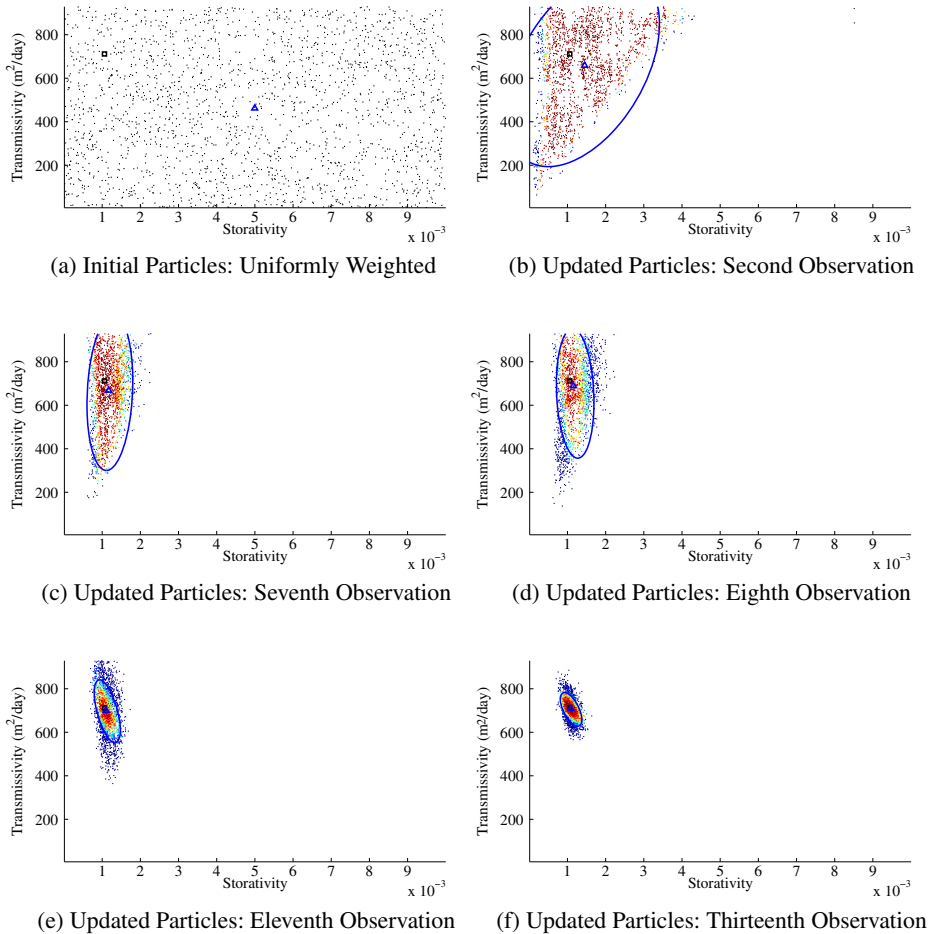 800
600
400
200
Transmissivity (m²/day)
1 2 3 4 5 6 7 8 9
Storativity
x 10⁻³
(a) Initial Particles: Uniformly Weighted
800
600
400
200
Transmissivity (m²/day)
1 2 3 4 5 6 7 8 9
Storativity
x 10⁻³
(b) Updated Particles: Second Observation
800
600
400
200
Transmissivity (m²/day)
1 2 3 4 5 6 7 8 9
Storativity
x 10⁻³
(c) Updated Particles: Seventh Observation
800
600
400
200
Transmissivity (m²/day)
1 2 3 4 5 6 7 8 9
Storativity
x 10⁻³
(d) Updated Particles: Eighth Observation
800
600
400
200
Transmissivity (m²/day)
1 2 3 4 5 6 7 8 9
Storativity
x 10⁻³
(e) Updated Particles: Eleventh Observation
800
600
400
200
Transmissivity (m²/day)
1 2 3 4 5 6 7 8 9
Storativity
x 10⁻³
(f) Updated Particles: Thirteenth Observation